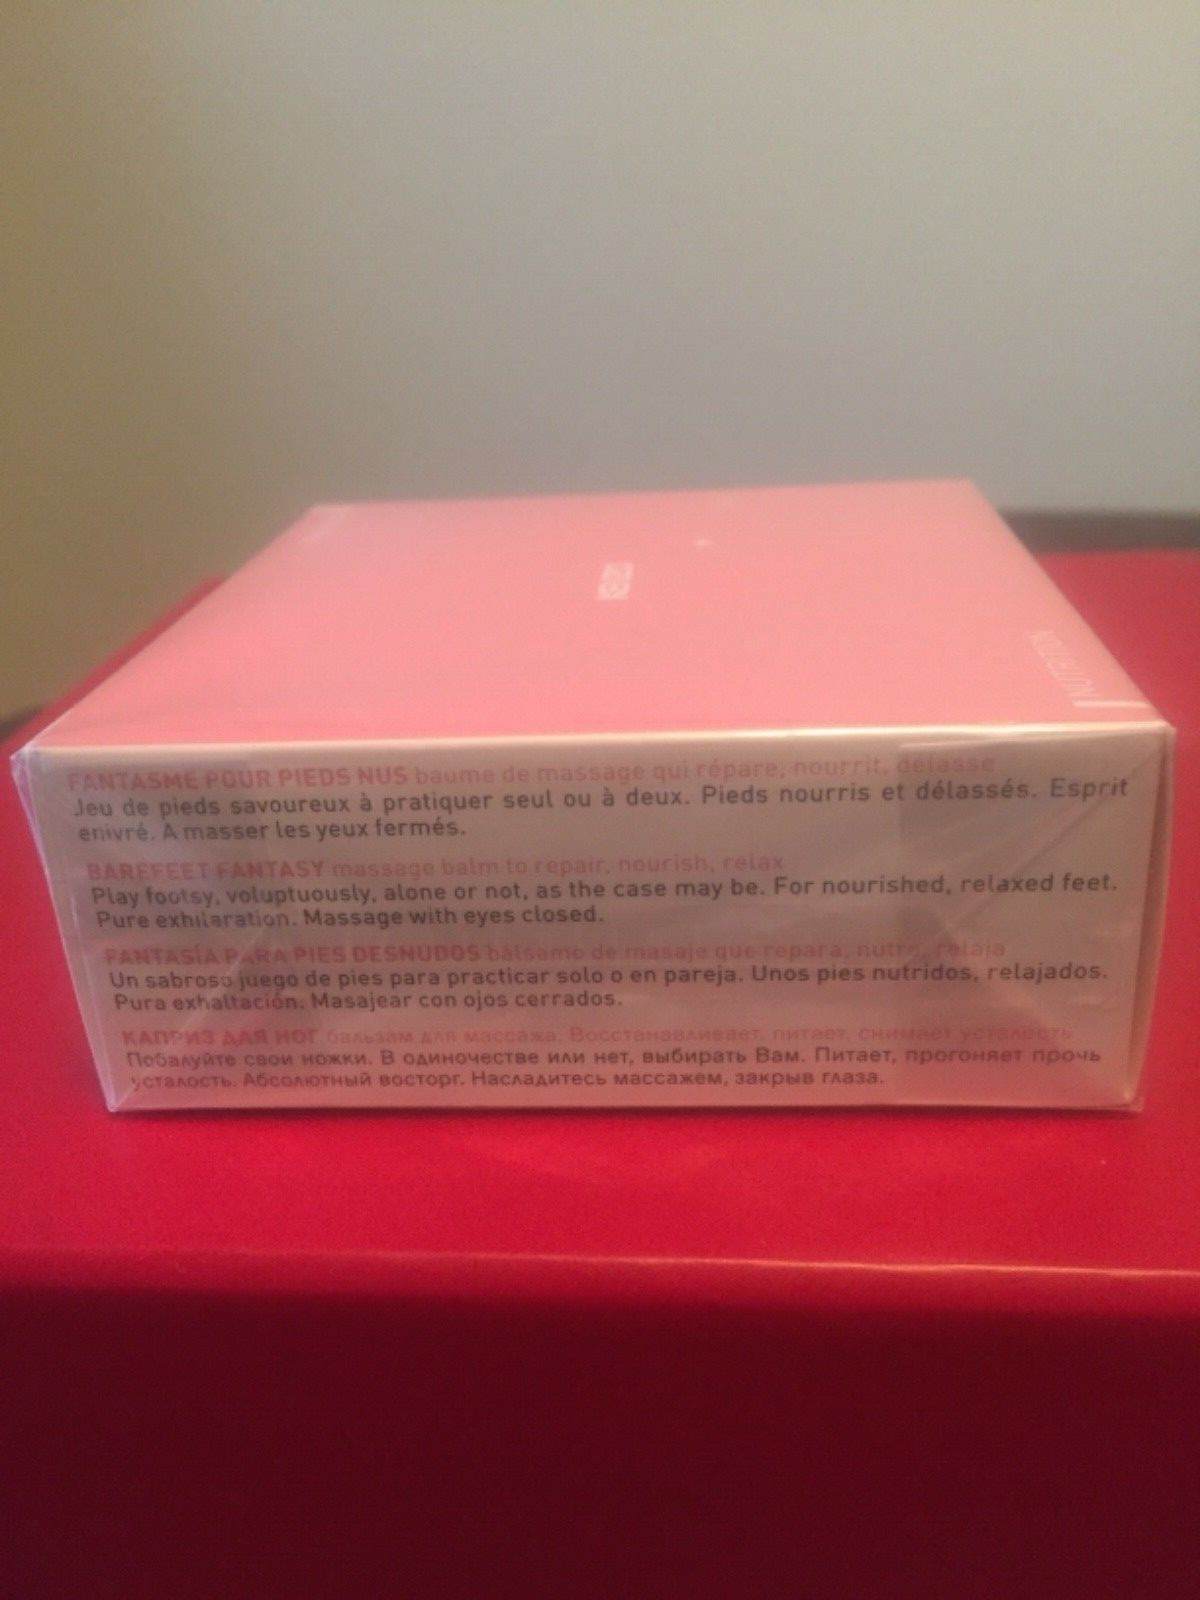 NUTRITION
FANTASME POUR PIEDS NUS baume de massage qui répare, nourrit, délasse
Jeu de pieds savoureux à pratiquer seul ou à deux. Pieds nourris et délassés. Esprit
enivré. A masser les yeux fermés.
BAREFEET FANTASY massage balm to repair, nourish, relax
Play footsy, voluptuously, alone or not, as the case may be. For nourished, relaxed feet.
Pure exhilaration. Massage with eyes closed.
FANTASÍA PARA PIES DESNUDOS bálsamo de masaje que repara, nutre, relaja
Un sabroso juego de pies para practicar solo o en pareja. Unos pies nutridos, relajados.
Pura exhaltación. Masajear con ojos cerrados.
КАПРИЗ ДЛЯ НОГ бальзам для массажа. Восстанавливает, питает, снимает усталость
Побалуйте свои ножки. В одиночестве или нет, выбирать Вам. Питает, прогоняет прочь
усталость. Абсолютный восторг. Насладитесь массажем, закрыв глаза.